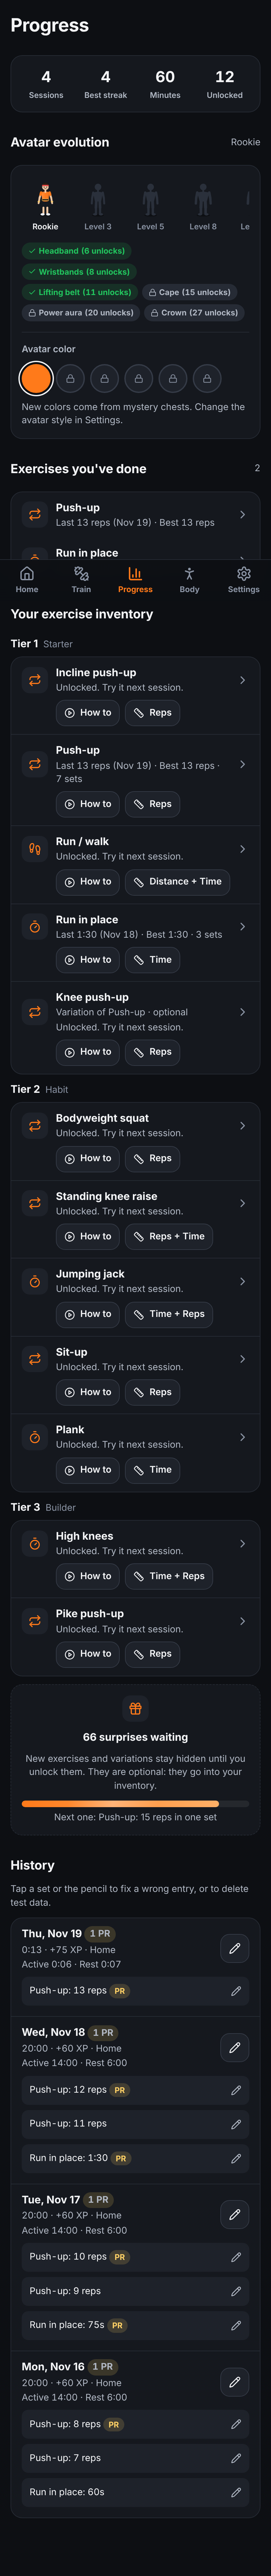 Progress
4
4
60
12
Sessions
Best streak
Minutes
Unlocked
Avatar evolution
Rookie
Rookie
Level 3
Level 5
Level 8
Le
Headband (6 unlocks)
Wristbands (8 unlocks)
Lifting belt (11 unlocks)
Cape (15 unlocks)
Power aura (20 unlocks)
Crown (27 unlocks)
Avatar color
New colors come from mystery chests. Change the
avatar style in Settings.
Exercises you've done
2
Push-up
Last 13 reps (Nov 19) · Best 13 reps
Run in place
Home
Train
Progress
Body
Settings
Your exercise inventory
Tier 1 Starter
Incline push-up
Unlocked. Try it next session.
How to
Reps
Push-up
Last 13 reps (Nov 19) · Best 13 reps ·
7 sets
How to
Reps
Run / walk
Unlocked. Try it next session.
How to
Distance + Time
Run in place
Last 1:30 (Nov 18) · Best 1:30 · 3 sets
How to
Time
Knee push-up
Variation of Push-up · optional
Unlocked. Try it next session.
How to
Reps
Tier 2 Habit
Bodyweight squat
Unlocked. Try it next session.
How to
Reps
Standing knee raise
Unlocked. Try it next session.
How to
Reps + Time
Jumping jack
Unlocked. Try it next session.
How to
Time + Reps
Sit-up
Unlocked. Try it next session.
How to
Reps
Plank
Unlocked. Try it next session.
How to
Time
Tier 3 Builder
High knees
Unlocked. Try it next session.
How to
Time + Reps
Pike push-up
Unlocked. Try it next session.
How to
Reps
66 surprises waiting
New exercises and variations stay hidden until you
unlock them. They are optional: they go into your
inventory.
Next one: Push-up: 15 reps in one set
History
Tap a set or the pencil to fix a wrong entry, or to delete
test data.
Thu, Nov 19 1 PR
0:13 · +75 XP · Home
Active 0:06 · Rest 0:07
Push-up: 13 reps PR
Wed, Nov 18 1 PR
20:00 · +60 XP · Home
Active 14:00 · Rest 6:00
Push-up: 12 reps PR
Push-up: 11 reps
Run in place: 1:30 PR
Tue, Nov 17 1 PR
20:00 · +60 XP · Home
Active 14:00 · Rest 6:00
Push-up: 10 reps PR
Push-up: 9 reps
Run in place: 75s PR
Mon, Nov 16 1 PR
20:00 · +60 XP · Home
Active 14:00 · Rest 6:00
Push-up: 8 reps PR
Push-up: 7 reps
Run in place: 60s